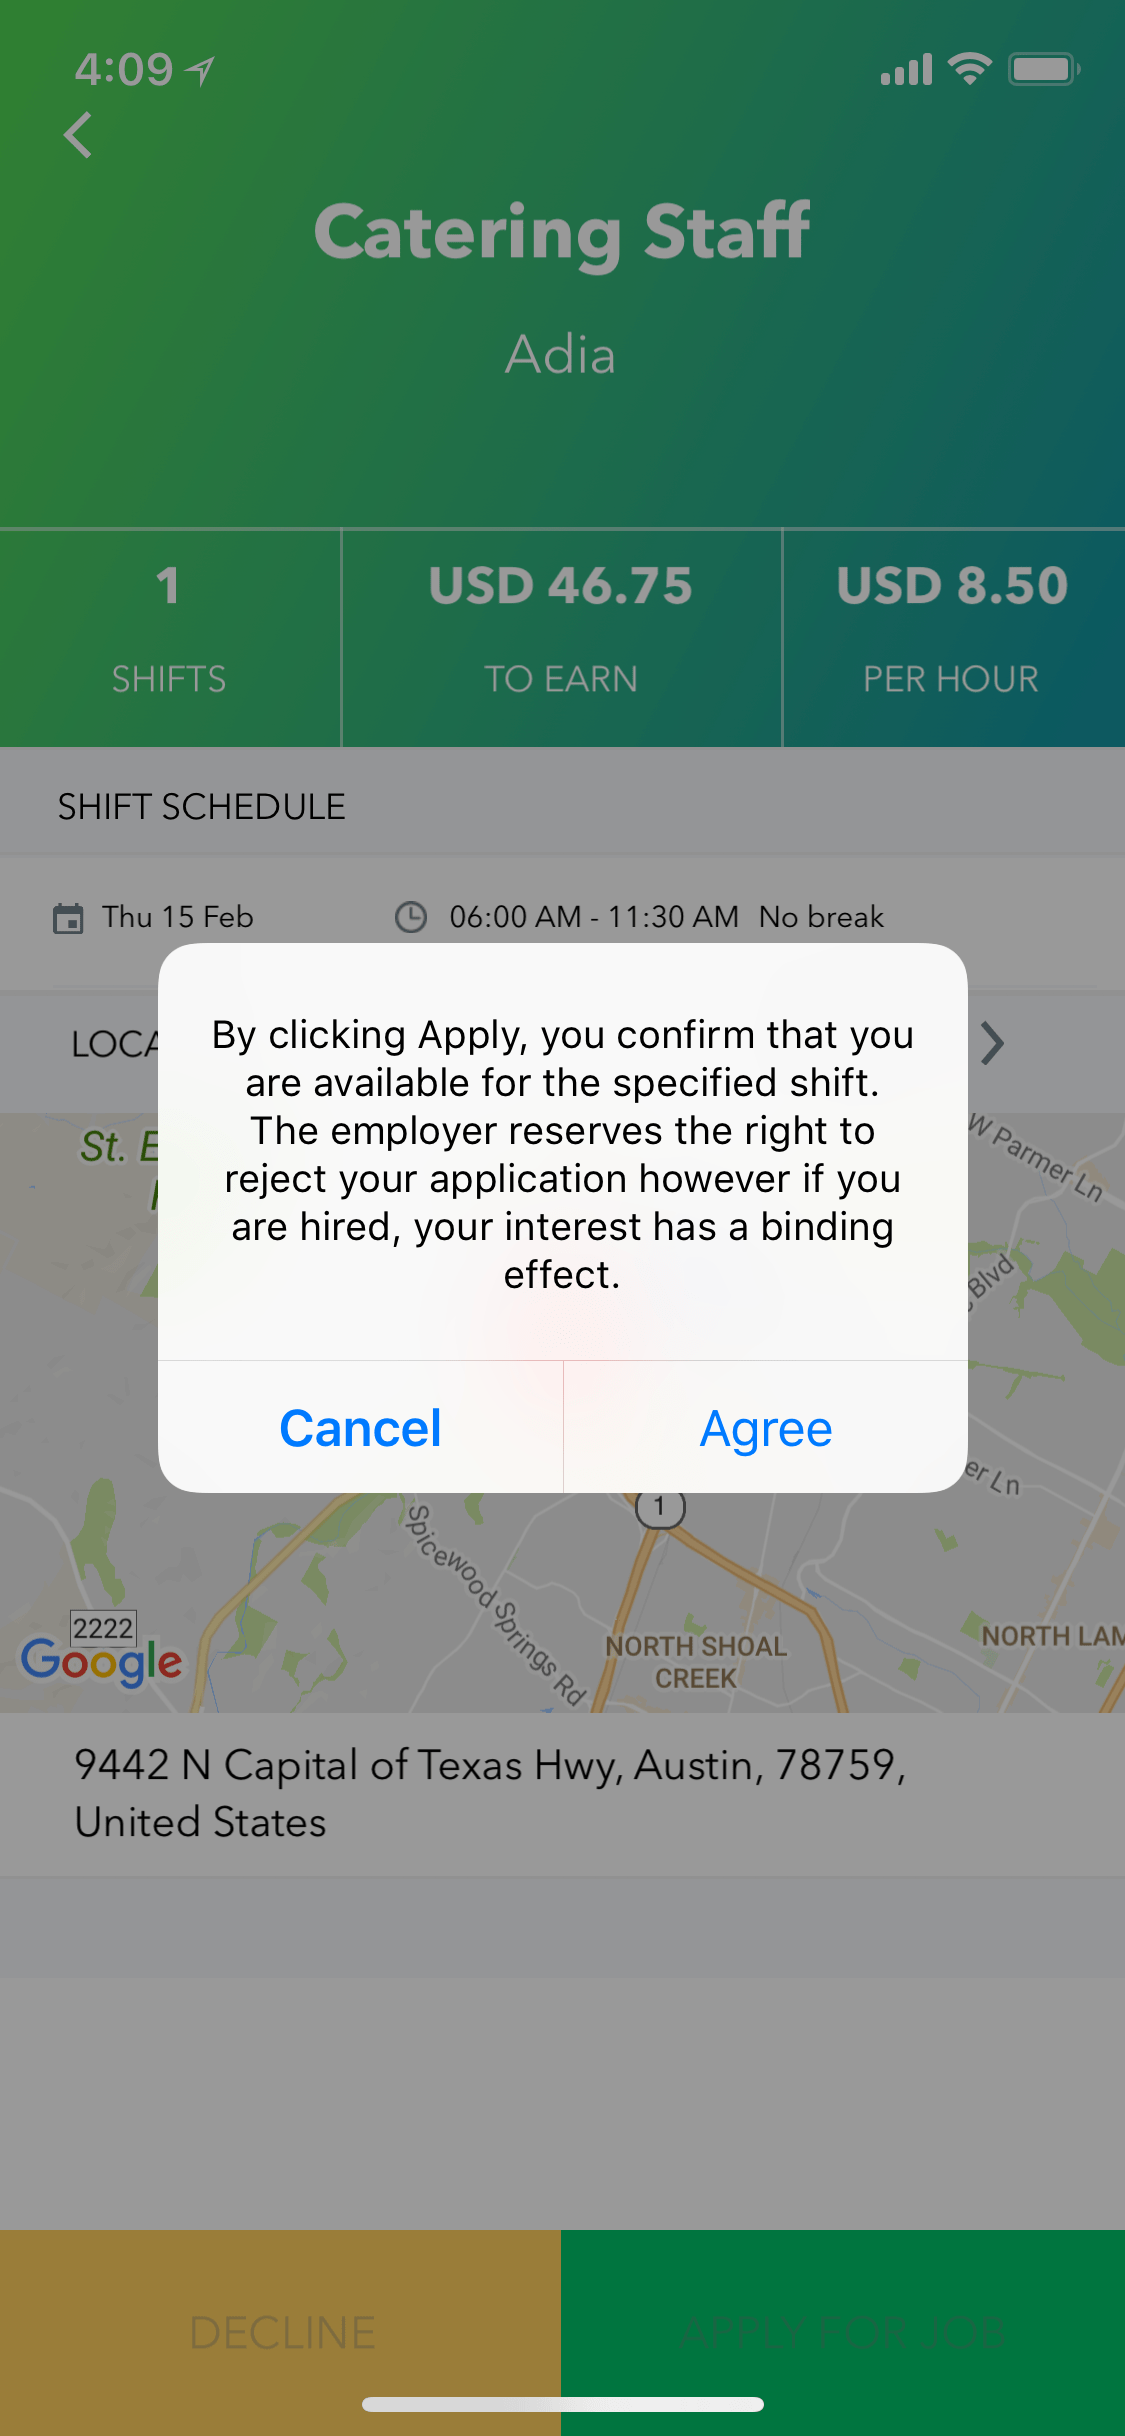 4:09
Catering Staff
Adia
1
SHIFTS
USD 46.75
TO EARN
USD 8.50
PER HOUR
SHIFT SCHEDULE
Thu 15 Feb
06:00 AM - 11:30 AM No break
LOCA
By clicking Apply, you confirm that you
are available for the specified shift.
The employer reserves the right to
reject your application however if you
are hired, your interest has a binding
effect.
Cancel
Agree
St. E
W Parmer Ln
Blvd
er Ln
1
Spicewood Springs Rd
2222
Google
NORTH SHOAL
CREEK
NORTH LAM
9442 N Capital of Texas Hwy, Austin, 78759,
United States
DECLINE
APPLY FOR JOB